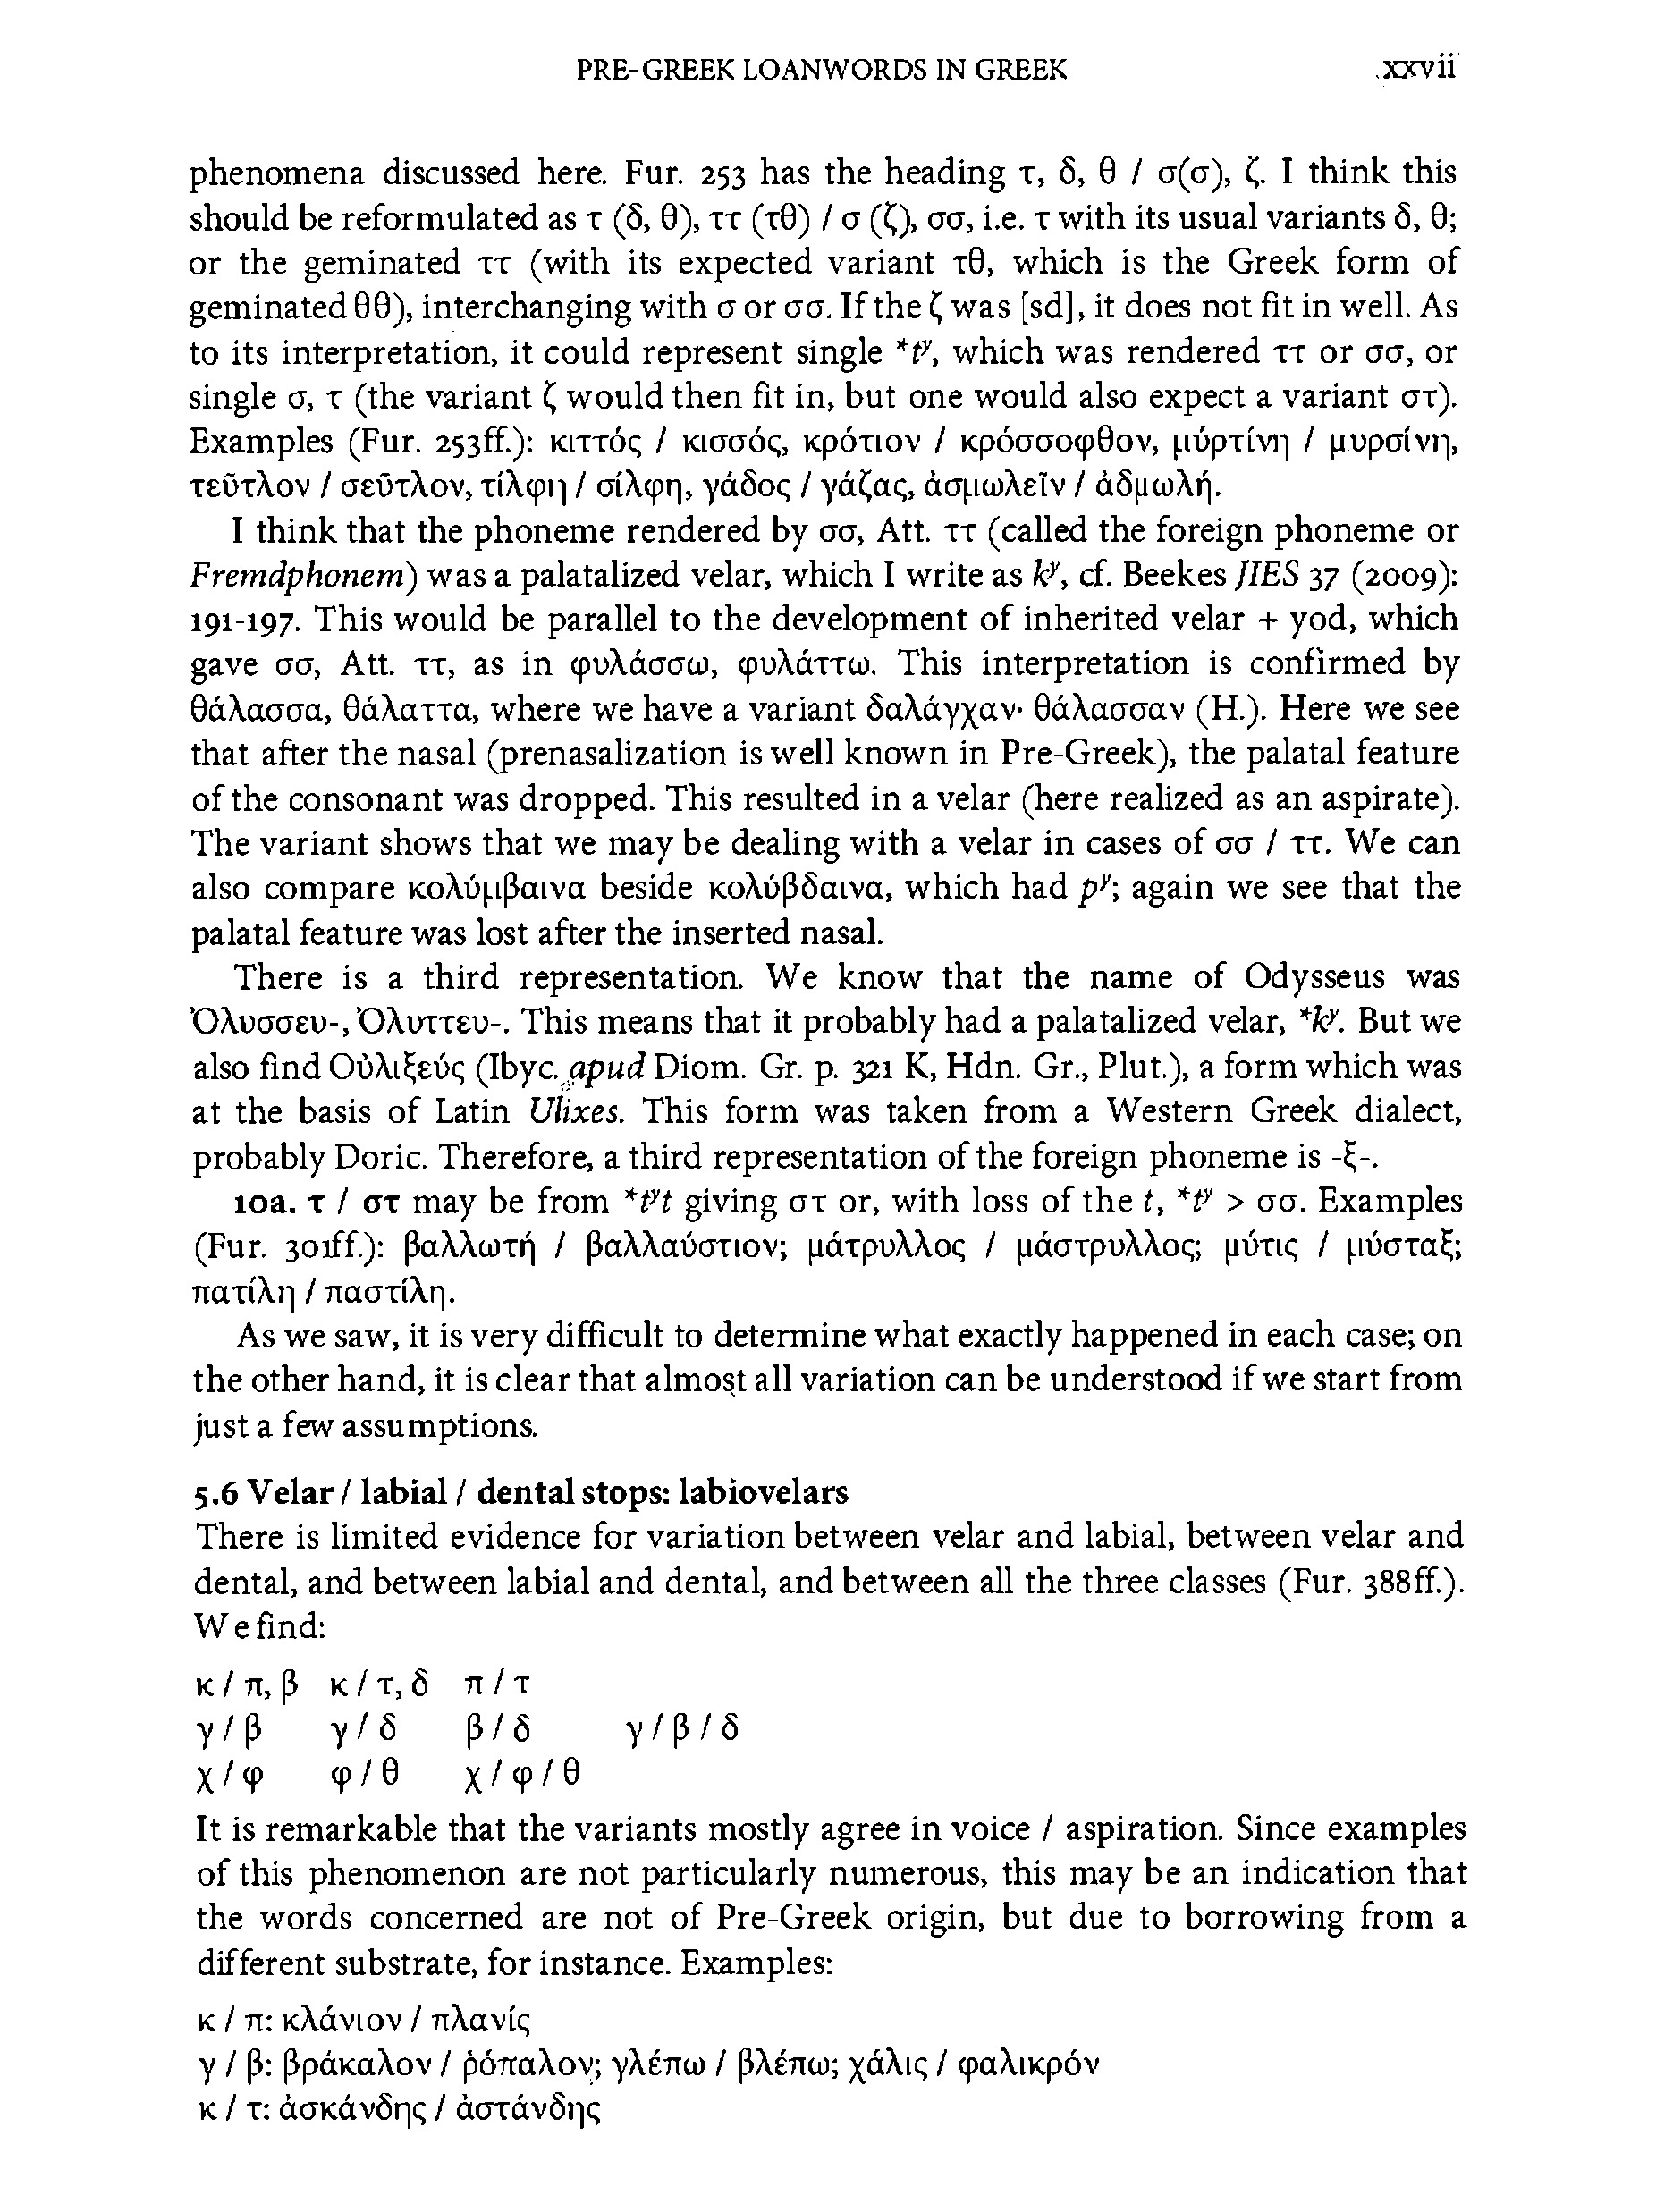 PRE-GREEK LOANWORDS IN GREEK xxvii
phenomena discussed here. Fur. 253 has the heading τ, δ, θ / σ(σ), ζ. I think this
should be reformulated as τ (δ, θ), ττ (τθ) / σ (ζ), σσ, i.e. τ with its usual variants δ, θ;
or the geminated ττ (with its expected variant τθ, which is the Greek form of
geminated θθ), interchanging with σ or σσ. If the ζ was [sd], it does not fit in well. As
to its interpretation, it could represent single *tʸ, which was rendered ττ or σσ, or
single σ, τ (the variant ζ would then fit in, but one would also expect a variant στ).
Examples (Fur. 253ff.): κιττός / κισσός, κρότιον / κρόσσοφθον, μύρτίνη / μυρσίνη,
τεῦτλον / σεῦτλον, τίλφη / σίλφη, γάδος / γάζας, ἀσμωλεῖν / ἀδμωλή.
I think that the phoneme rendered by σσ, Att. ττ (called the foreign phoneme or
Fremdphonem) was a palatalized velar, which I write as kʸ, cf. Beekes JIES 37 (2009):
191-197. This would be parallel to the development of inherited velar + yod, which
gave σσ, Att. ττ, as in φυλάσσω, φυλάττω. This interpretation is confirmed by
θάλασσα, θάλαττα, where we have a variant δαλάγχαν· θάλασσαν (H.). Here we see
that after the nasal (prenasalization is well known in Pre-Greek), the palatal feature
of the consonant was dropped. This resulted in a velar (here realized as an aspirate).
The variant shows that we may be dealing with a velar in cases of σσ / ττ. We can
also compare κολύμβαινα beside κολύβδαινα, which had pʸ; again we see that the
palatal feature was lost after the inserted nasal.
There is a third representation. We know that the name of Odysseus was
Ὀλυσσευ-, Ὀλυττευ-. This means that it probably had a palatalized velar, *kʸ. But we
also find Οὐλιξεύς (Ibyc. apud Diom. Gr. p. 321 K, Hdn. Gr., Plut.), a form which was
at the basis of Latin Ulixes. This form was taken from a Western Greek dialect,
probably Doric. Therefore, a third representation of the foreign phoneme is -ξ-.
10a. τ / στ may be from *tʸt giving στ or, with loss of the t, *tʸ > σσ. Examples
(Fur. 301ff.): βαλλωτή / βαλλαύστιον; μάτρυλλος / μάστρυλλος; μύτις / μύσταξ;
πατίλη / παστίλη.
As we saw, it is very difficult to determine what exactly happened in each case; on
the other hand, it is clear that almost all variation can be understood if we start from
just a few assumptions.
5.6 Velar / labial / dental stops: labiovelars
There is limited evidence for variation between velar and labial, between velar and
dental, and between labial and dental, and between all the three classes (Fur. 388ff.).
We find:
κ / π, β κ / τ, δ π / τ
γ / β γ / δ β / δ γ / β / δ
χ / φ φ / θ χ / φ / θ
It is remarkable that the variants mostly agree in voice / aspiration. Since examples
of this phenomenon are not particularly numerous, this may be an indication that
the words concerned are not of Pre-Greek origin, but due to borrowing from a
different substrate, for instance. Examples:
κ / π: κλάνιον / πλανίς
γ / β: βράκαλον / ῥόπαλον; γλέπω / βλέπω; χάλις / φαλικρόν
κ / τ: ἀσκάνδης / ἀστάνδης